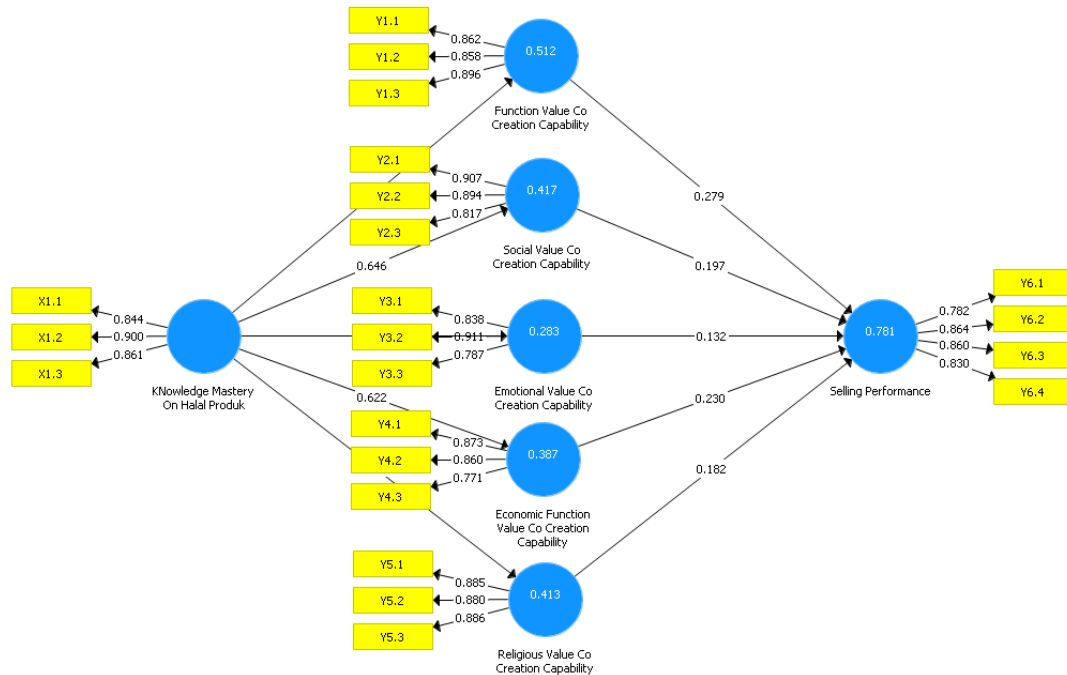 Y1.1
0.862
Y1.2
0.858
Y1.3
0.896
0.512
Function Value Co
Creation Capability
Y2.1
0.907
Y2.2
0.894
Y2.3
0.817
0.417
Social Value Co
Creation Capability
0.279
0.646
0.197
X1.1
0.844
X1.2
0.900
X1.3
0.861
KNowledge Mastery
On Halal Produk
Y3.1
0.838
Y3.2
0.911
Y3.3
0.787
0.283
Emotional Value Co
Creation Capability
0.132
0.781
Selling Performance
Y6.1
0.782
Y6.2
0.864
Y6.3
0.860
Y6.4
0.830
0.622
Y4.1
0.873
Y4.2
0.860
Y4.3
0.771
0.387
Economic Function
Value Co Creation
Capability
0.230
0.182
Y5.1
0.885
Y5.2
0.880
Y5.3
0.886
0.413
Religious Value Co
Creation Capability